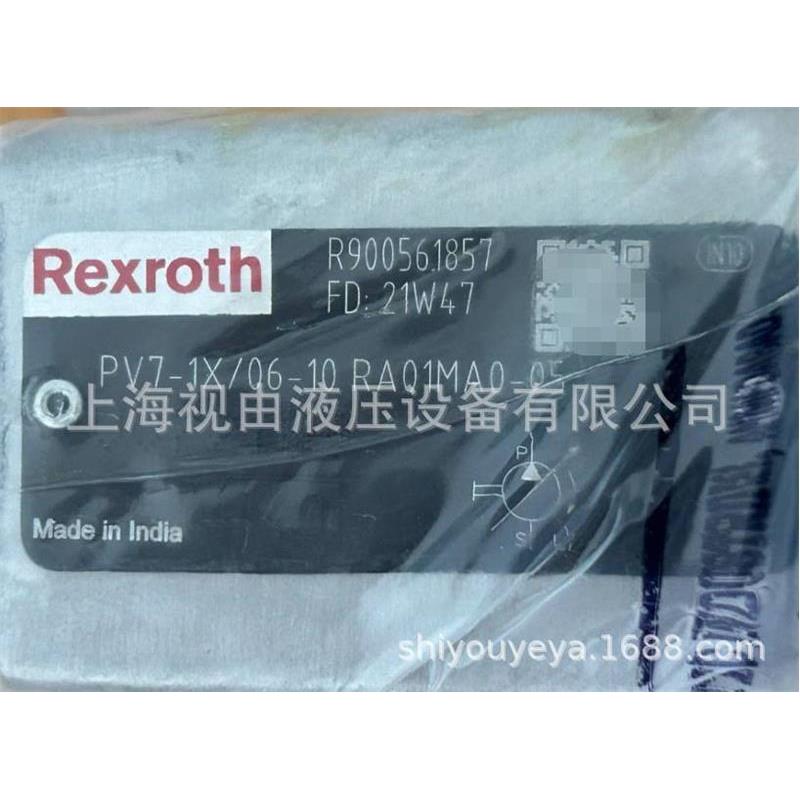 Rexroth
R900561857
FD: 21W47
IN10
PV7-1X/06-10 RA01MA0-05
上海视由液压设备有限公司
P
S L
Made in India
shiyouyeya.1688.com